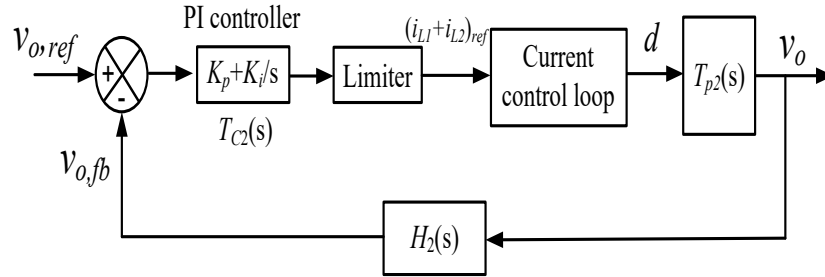 PI controller
v_{o,ref}
+
-
K_p+K_i/s
T_{C2}(s)
Limiter
(i_{L1}+i_{L2})_{ref}
Current
control loop
d
T_{p2}(s)
v_o
v_{o,fb}
H_2(s)